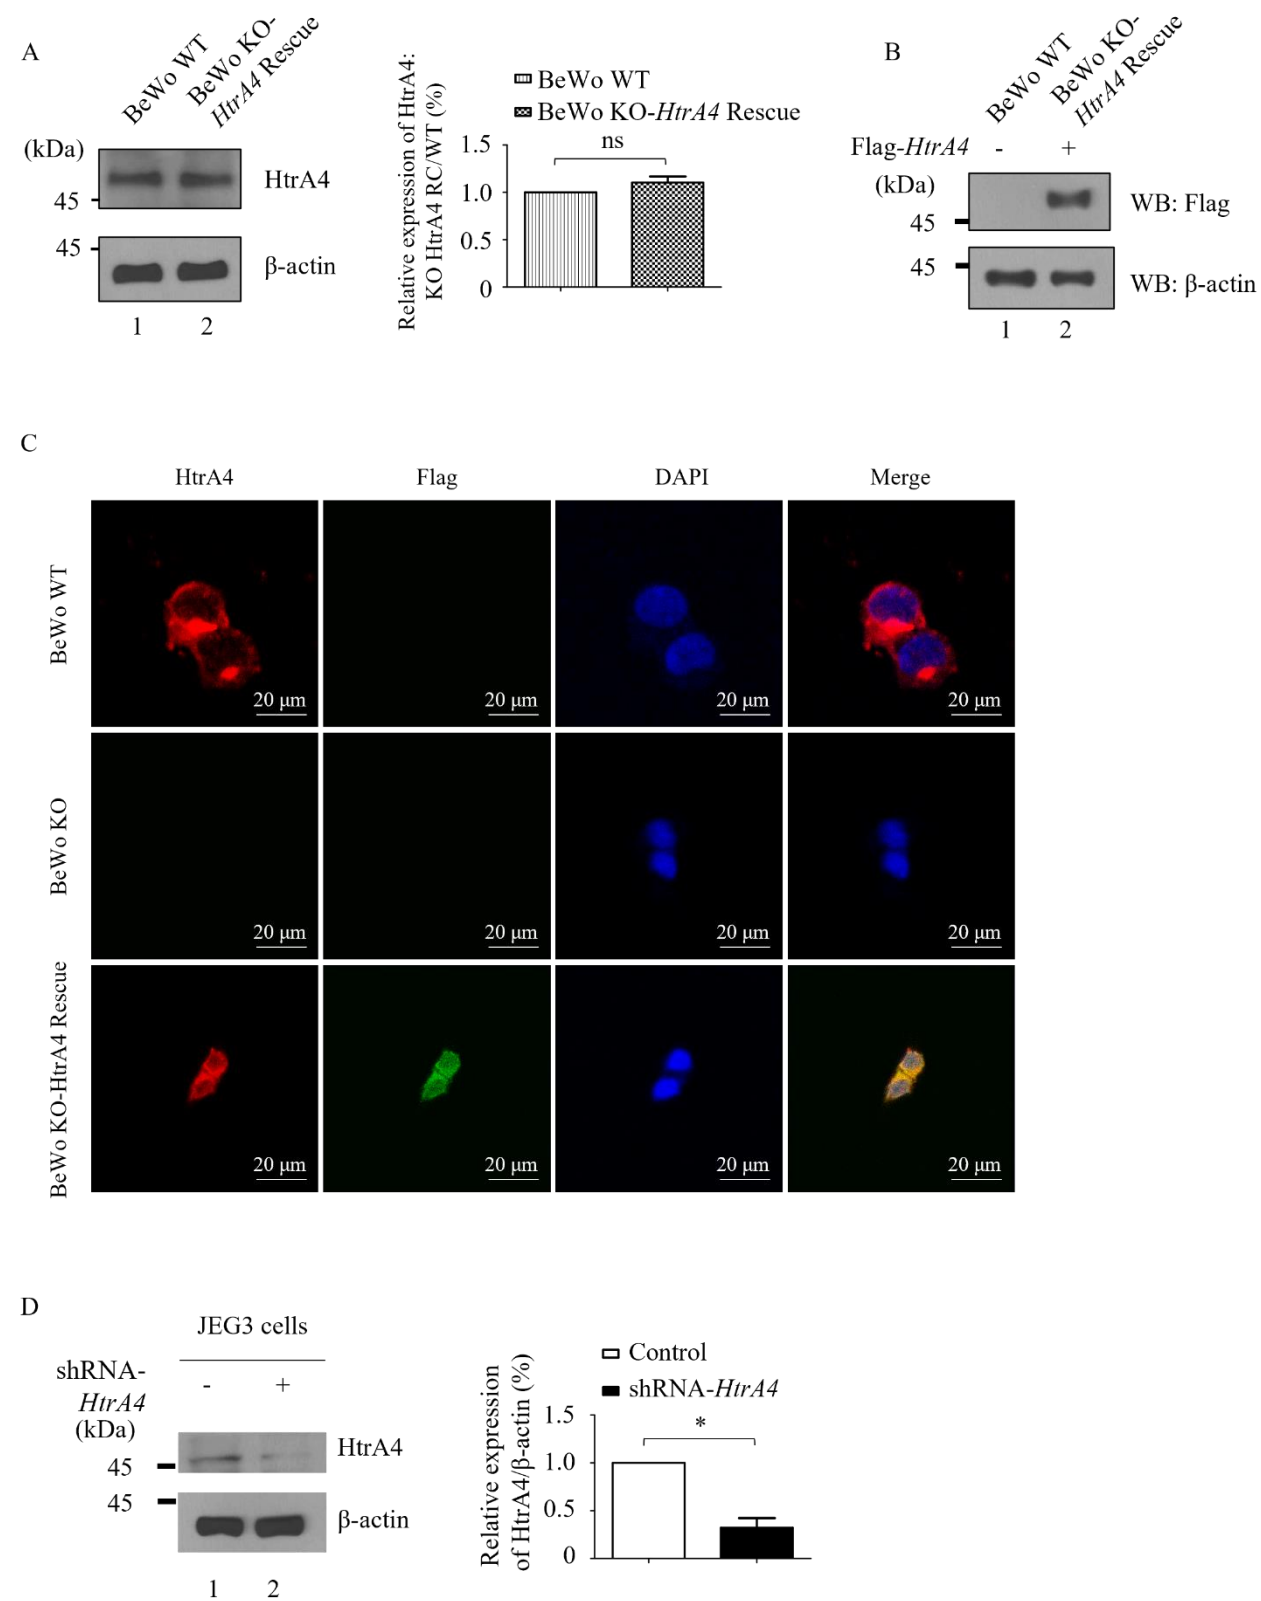 A
BeWo WT
BeWo KO-
HtrA4 Rescue
(kDa)
45
HtrA4
45
β-actin
1 2
Relative expression of HtrA4:
KO HtrA4 RC/WT (%)
BeWo WT
BeWo KO-HtrA4 Rescue
ns
1.5
1.0
0.5
0
B
BeWo WT
BeWo KO-
HtrA4 Rescue
Flag-HtrA4 - +
(kDa)
45
WB: Flag
45
WB: β-actin
1 2
C
HtrA4 Flag DAPI Merge
BeWo WT
20 μm 20 μm 20 μm 20 μm
BeWo KO
20 μm 20 μm 20 μm 20 μm
BeWo KO-HtrA4 Rescue
20 μm 20 μm 20 μm 20 μm
D
JEG3 cells
shRNA-
HtrA4
- +
(kDa)
45
HtrA4
45
β-actin
1 2
Relative expression
of HtrA4/β-actin (%)
Control
shRNA-HtrA4
*
1.5
1.0
0.5
0